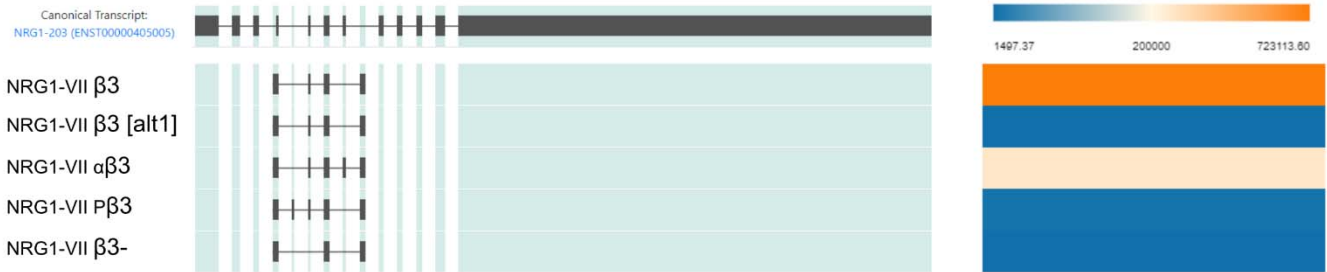 Canonical Transcript:
NRG1-203 (ENST00000405005)
1497.37 200000 723113.60
NRG1-VII β3
NRG1-VII β3 [alt1]
NRG1-VII αβ3
NRG1-VII Pβ3
NRG1-VII β3-